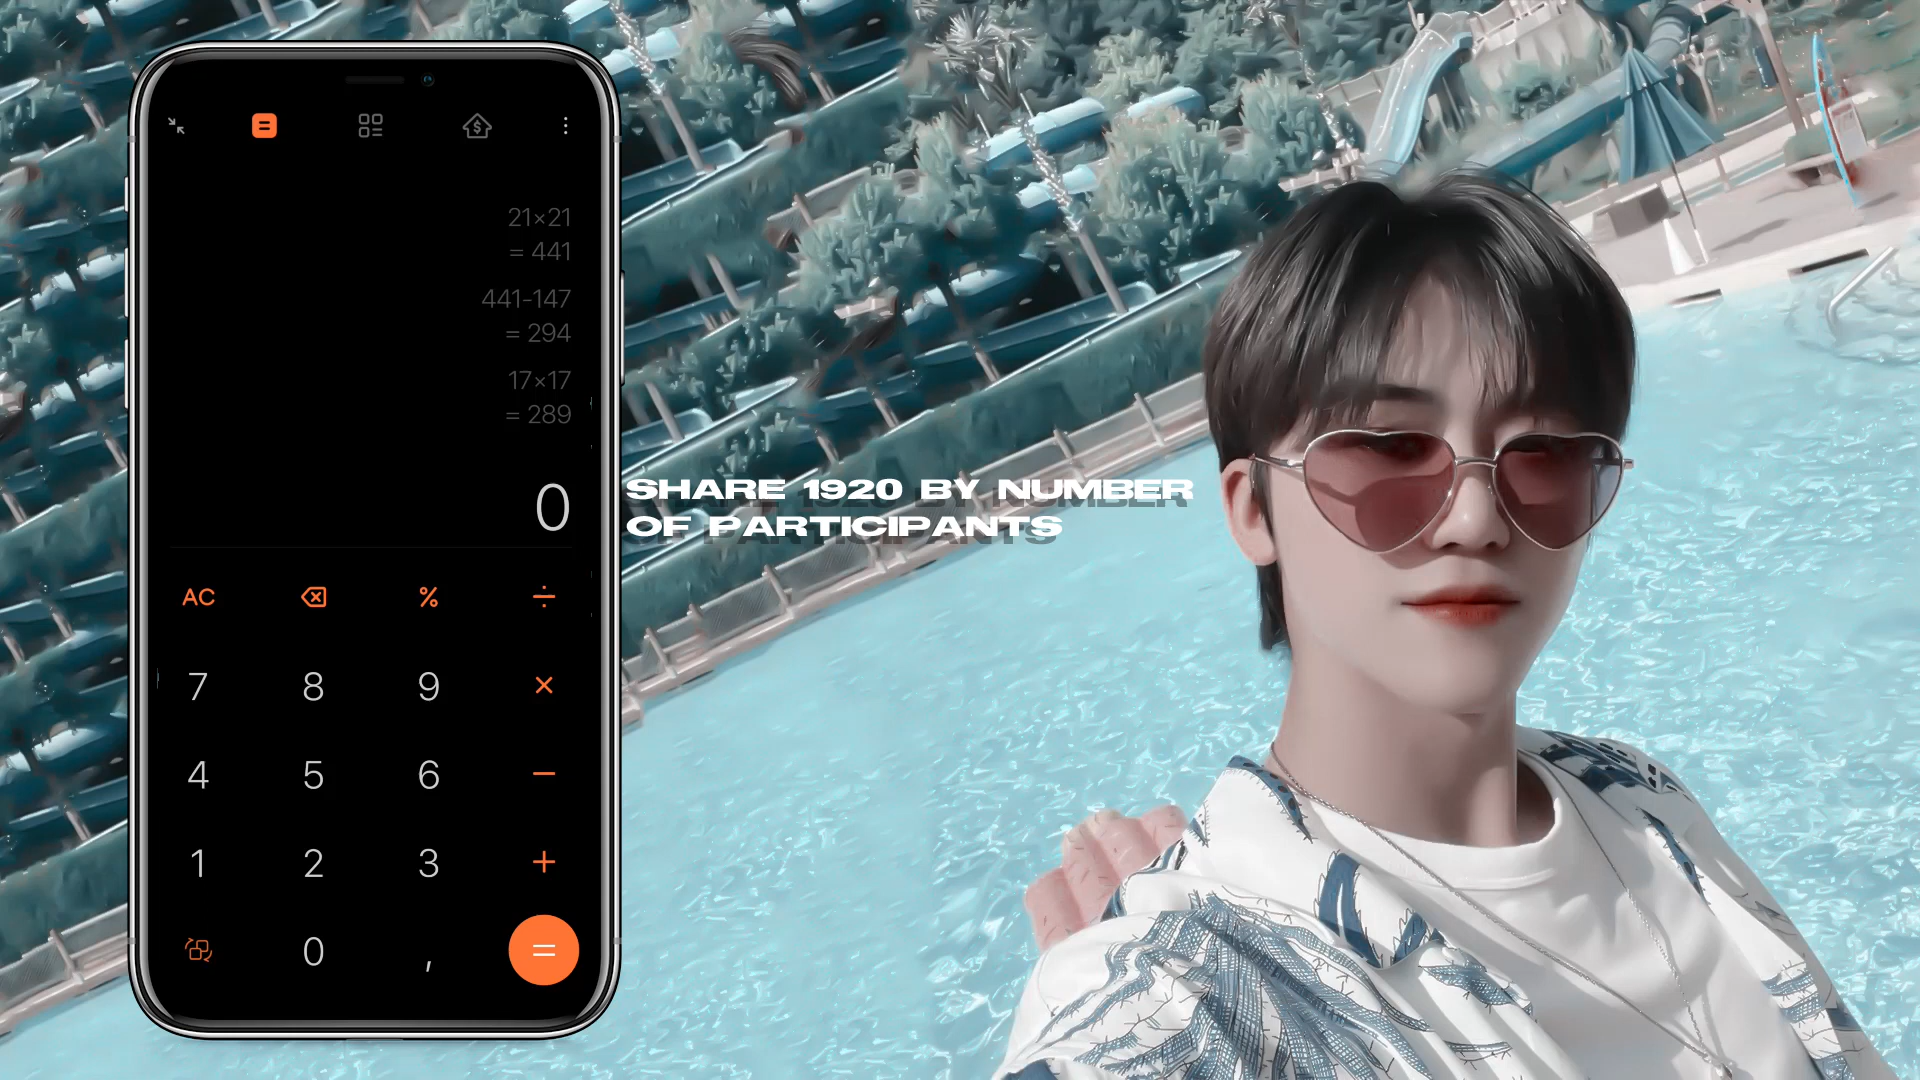 21×21
= 441
441-147
= 294
17×17
= 289
0
SHARE 1920 BY NUMBER
OF PARTICIPANTS
AC % ÷
7 8 9 ×
4 5 6 −
1 2 3 +
0 , =